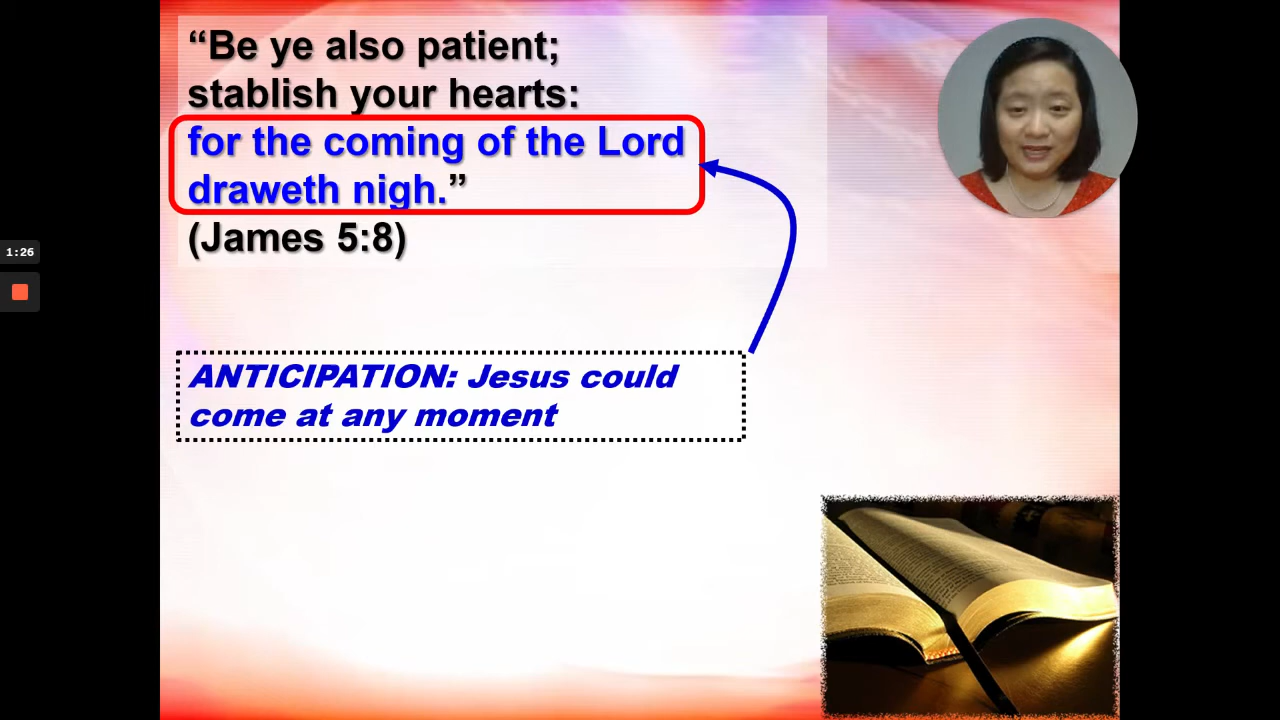 “Be ye also patient;
stablish your hearts:
for the coming of the Lord
draweth nigh.”
(James 5:8)
1:26
ANTICIPATION: Jesus could
come at any moment